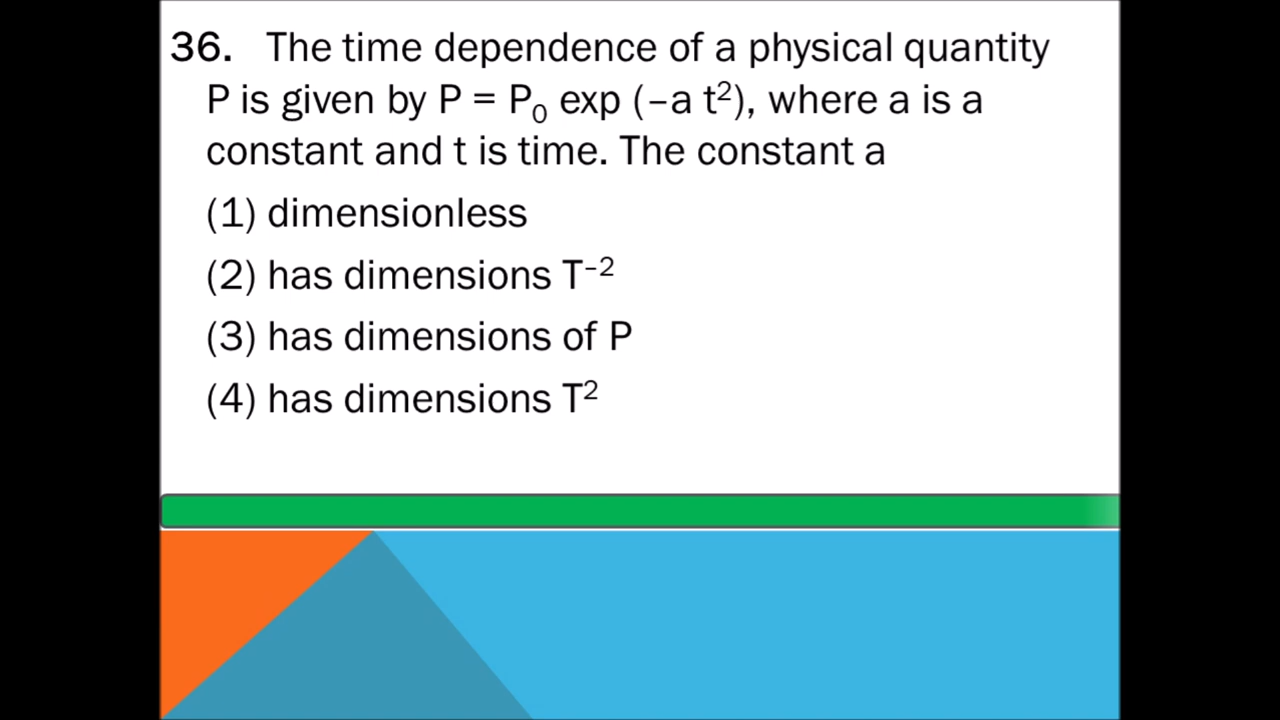 36. The time dependence of a physical quantity
P is given by P = P₀ exp (–a t²), where a is a
constant and t is time. The constant a
(1) dimensionless
(2) has dimensions T⁻²
(3) has dimensions of P
(4) has dimensions T²